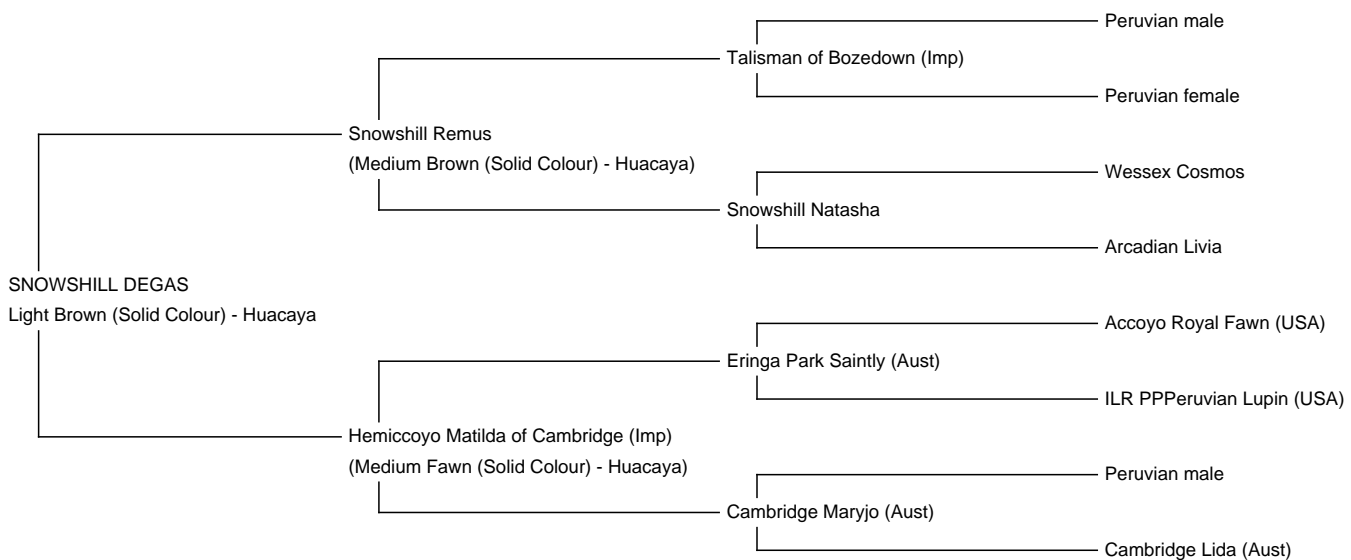 Peruvian male
Talisman of Bozedown (Imp)
Peruvian female
Snowshill Remus
(Medium Brown (Solid Colour) - Huacaya)
Wessex Cosmos
Snowshill Natasha
Arcadian Livia
SNOWSHILL DEGAS
Light Brown (Solid Colour) - Huacaya
Accoyo Royal Fawn (USA)
Eringa Park Saintly (Aust)
ILR PPPeruvian Lupin (USA)
Hemiccoyo Matilda of Cambridge (Imp)
(Medium Fawn (Solid Colour) - Huacaya)
Peruvian male
Cambridge Maryjo (Aust)
Cambridge Lida (Aust)